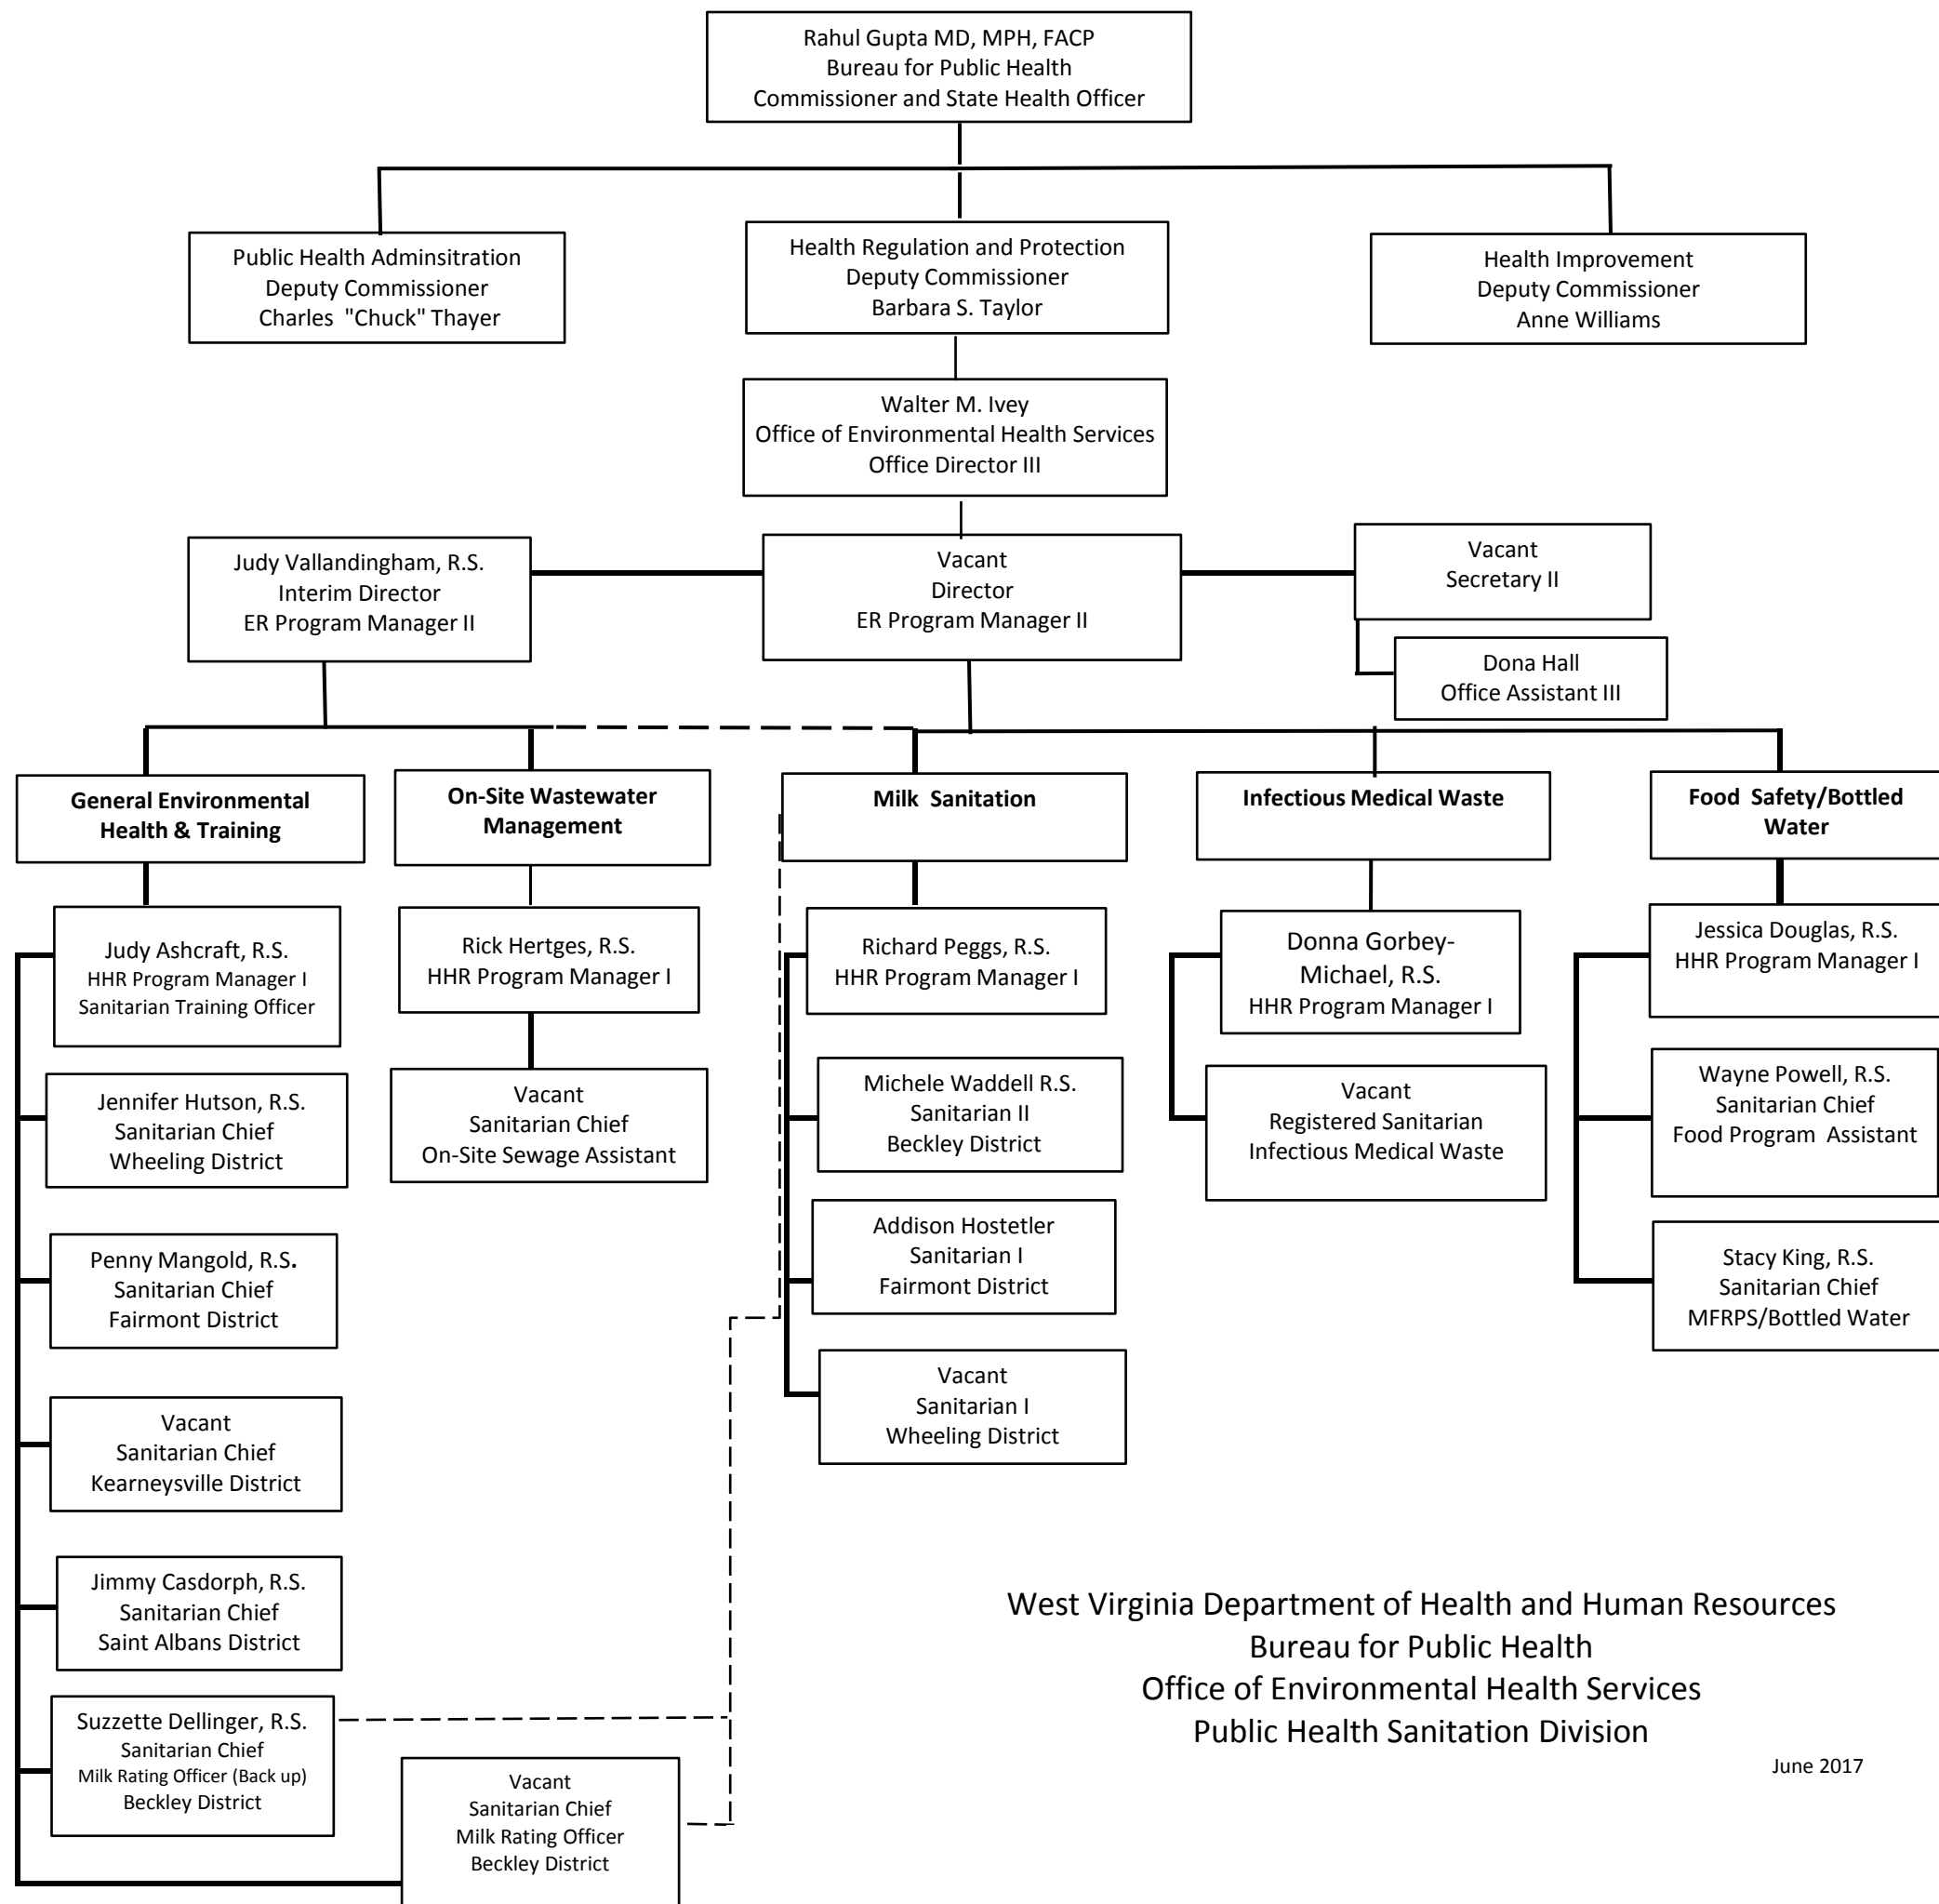 Rahul Gupta MD, MPH, FACP
Bureau for Public Health
Commissioner and State Health Officer
Public Health Adminsitration
Deputy Commissioner
Charles "Chuck" Thayer
Health Regulation and Protection
Deputy Commissioner
Barbara S. Taylor
Health Improvement
Deputy Commissioner
Anne Williams
Walter M. Ivey
Office of Environmental Health Services
Office Director III
Judy Vallandingham, R.S.
Interim Director
ER Program Manager II
Vacant
Director
ER Program Manager II
Vacant
Secretary II
Dona Hall
Office Assistant III
General Environmental
Health & Training
On-Site Wastewater
Management
Milk Sanitation
Infectious Medical Waste
Food Safety/Bottled
Water
Judy Ashcraft, R.S.
HHR Program Manager I
Sanitarian Training Officer
Jennifer Hutson, R.S.
Sanitarian Chief
Wheeling District
Penny Mangold, R.S.
Sanitarian Chief
Fairmont District
Vacant
Sanitarian Chief
Kearneysville District
Jimmy Casdorph, R.S.
Sanitarian Chief
Saint Albans District
Suzzette Dellinger, R.S.
Sanitarian Chief
Milk Rating Officer (Back up)
Beckley District
Vacant
Sanitarian Chief
Milk Rating Officer
Beckley District
Rick Hertges, R.S.
HHR Program Manager I
Vacant
Sanitarian Chief
On-Site Sewage Assistant
Richard Peggs, R.S.
HHR Program Manager I
Michele Waddell R.S.
Sanitarian II
Beckley District
Addison Hostetler
Sanitarian I
Fairmont District
Vacant
Sanitarian I
Wheeling District
Donna Gorbey-
Michael, R.S.
HHR Program Manager I
Vacant
Registered Sanitarian
Infectious Medical Waste
Jessica Douglas, R.S.
HHR Program Manager I
Wayne Powell, R.S.
Sanitarian Chief
Food Program Assistant
Stacy King, R.S.
Sanitarian Chief
MFRPS/Bottled Water
West Virginia Department of Health and Human Resources
Bureau for Public Health
Office of Environmental Health Services
Public Health Sanitation Division
June 2017